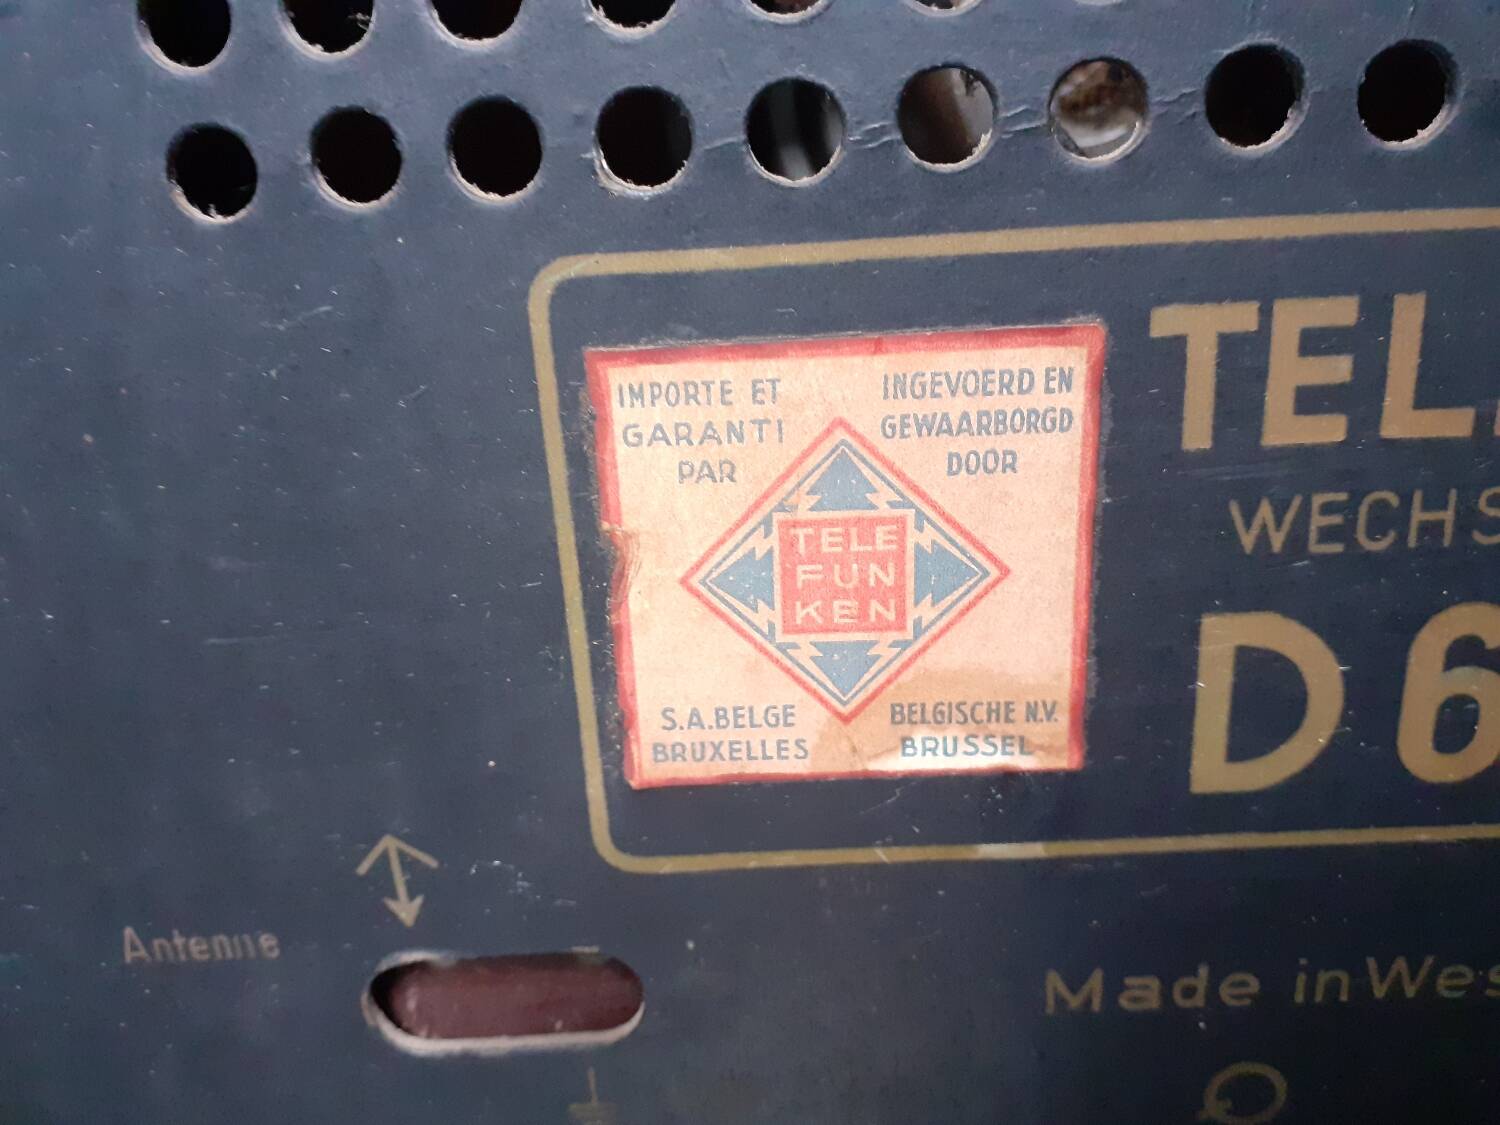 IMPORTE ET
GARANTI
PAR
INGEVOERD EN
GEWAARBORGD
DOOR
TELE
FUN
KEN
S.A.BELGE
BRUXELLES
BELGISCHE N.V.
BRUSSEL
TEL
WECHS
D 6
Antenne
Made in Wes